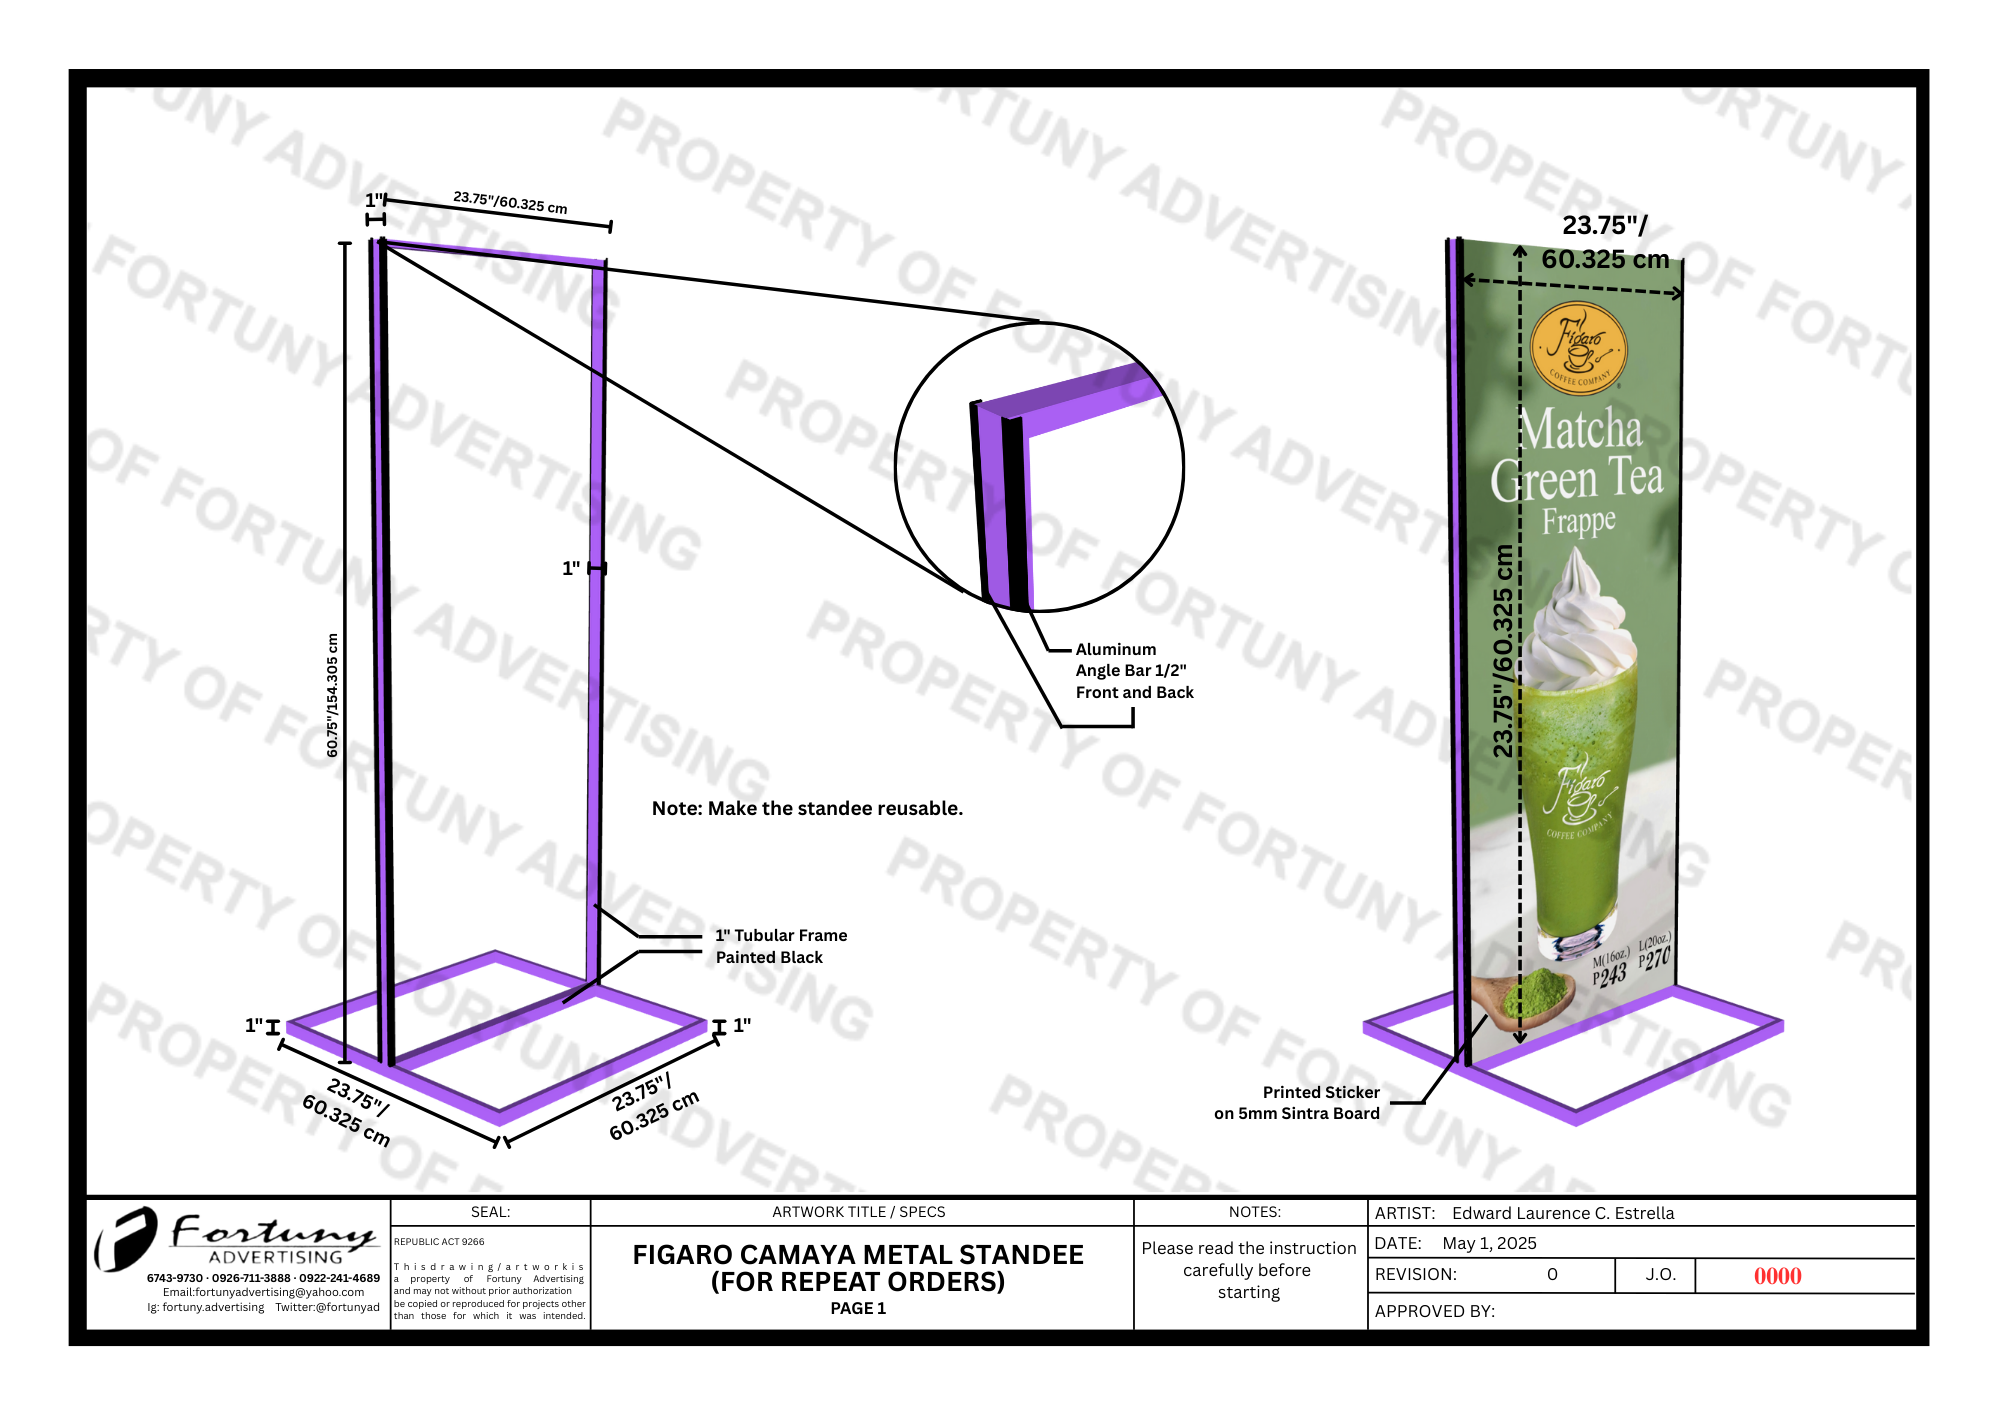 1"
23.75"/60.325 cm
60.75"/154.305 cm
1"
Aluminum
Angle Bar 1/2"
Front and Back
Note: Make the standee reusable.
1" Tubular Frame
Painted Black
1"
1"
23.75"/
60.325 cm
23.75"/
60.325 cm
23.75"/
60.325 cm
23.75"/60.325 cm
Figaro
COFFEE COMPANY
Matcha
Green Tea
Frappe
Figaro
COFFEE COMPANY
M(16oz.) L(20oz.)
₱243 ₱270
Printed Sticker
on 5mm Sintra Board
PROPERTY OF FORTUNY ADVERTISING
Fortuny
ADVERTISING
6743-9730 · 0926-711-3888 · 0922-241-4689
Email:fortunyadvertising@yahoo.com
Ig: fortuny.advertising Twitter:@fortunyad
SEAL:
REPUBLIC ACT 9266
This drawing/artwork is
a property of Fortuny Advertising
and may not without prior authorization
be copied or reproduced for projects other
than those for which it was intended.
ARTWORK TITLE / SPECS
FIGARO CAMAYA METAL STANDEE
(FOR REPEAT ORDERS)
PAGE 1
NOTES:
Please read the instruction
carefully before
starting
ARTIST: Edward Laurence C. Estrella
DATE: May 1, 2025
REVISION: 0 J.O. 0000
APPROVED BY: